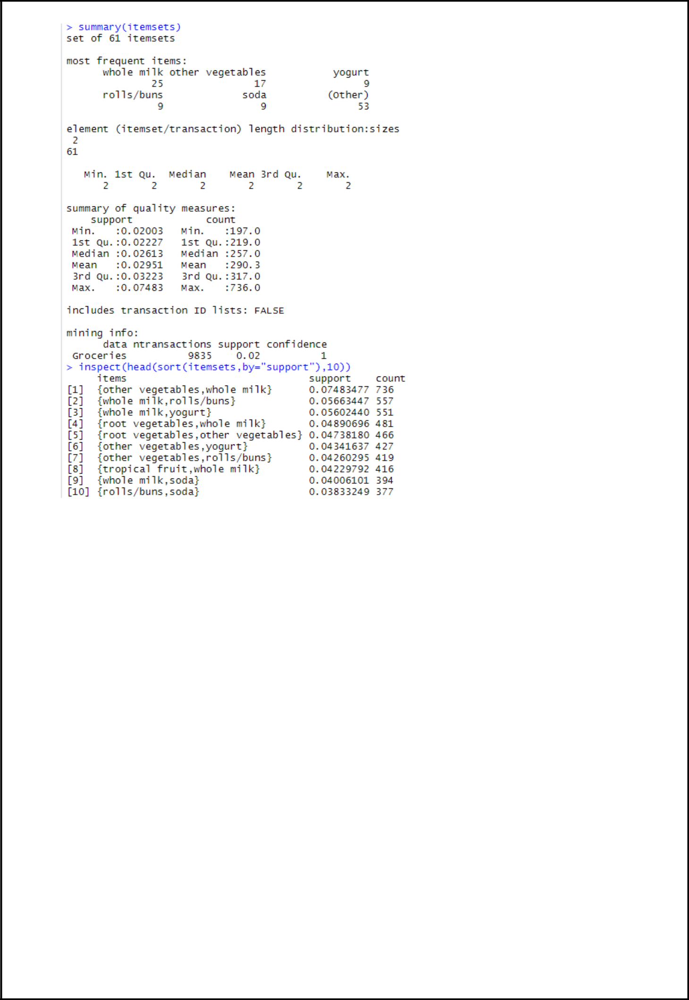 > summary(itemsets)
set of 61 itemsets
most frequent items:
whole milk other vegetables yogurt
25 17 9
rolls/buns soda (Other)
9 9 53
element (itemset/transaction) length distribution:sizes
2
61
Min. 1st Qu. Median Mean 3rd Qu. Max.
2 2 2 2 2 2
summary of quality measures:
support count
Min. :0.02003 Min. :197.0
1st Qu.:0.02227 1st Qu.:219.0
Median :0.02613 Median :257.0
Mean :0.02951 Mean :290.3
3rd Qu.:0.03223 3rd Qu.:317.0
Max. :0.07483 Max. :736.0
includes transaction ID lists: FALSE
mining info:
data ntransactions support confidence
Groceries 9835 0.02 1
> inspect(head(sort(itemsets,by="support"),10))
items support count
[1] {other vegetables,whole milk} 0.07483477 736
[2] {whole milk,rolls/buns} 0.05663447 557
[3] {whole milk,yogurt} 0.05602440 551
[4] {root vegetables,whole milk} 0.04890696 481
[5] {root vegetables,other vegetables} 0.04738180 466
[6] {other vegetables,yogurt} 0.04341637 427
[7] {other vegetables,rolls/buns} 0.04260295 419
[8] {tropical fruit,whole milk} 0.04229792 416
[9] {whole milk,soda} 0.04006101 394
[10] {rolls/buns,soda} 0.03833249 377